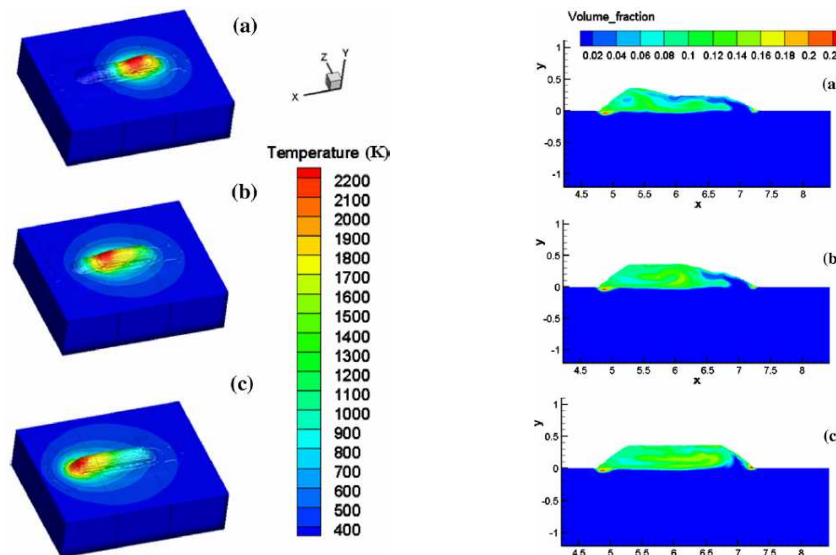 (a)
Z Y
X
Temperature (K)
2200
2100
2000
1900
1800
1700
1600
1500
1400
1300
1200
1100
1000
900
800
700
600
500
400
(b)
(c)
Volume_fraction
0.02 0.04 0.06 0.08 0.1 0.12 0.14 0.16 0.18 0.2 0.2
(a
y
1
0.5
0
-0.5
-1
4.5 5 5.5 6 6.5 7 7.5 8
x
(b
y
1
0.5
0
-0.5
-1
4.5 5 5.5 6 6.5 7 7.5 8
x
(c
y
1
0.5
0
-0.5
-1
4.5 5 5.5 6 6.5 7 7.5 8
x